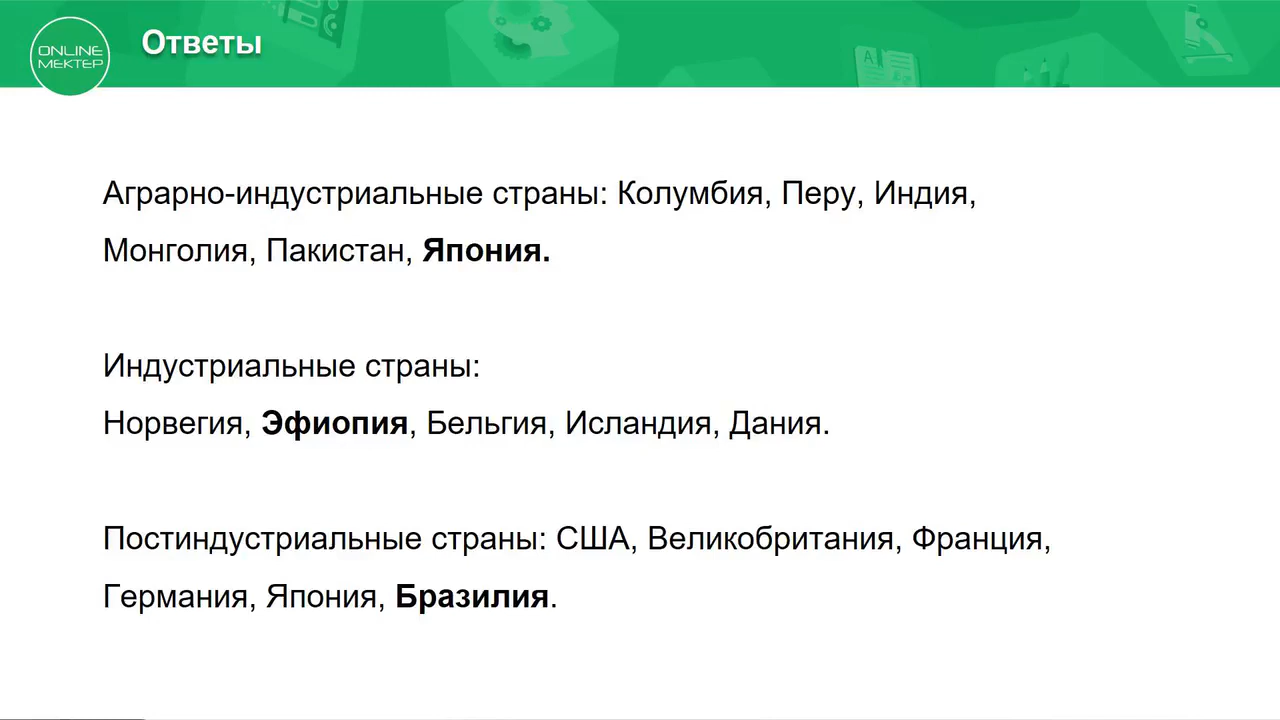 ONLINE
МЕКТЕР
Ответы
Аграрно-индустриальные страны: Колумбия, Перу, Индия,
Монголия, Пакистан, Япония.
Индустриальные страны:
Норвегия, Эфиопия, Бельгия, Исландия, Дания.
Постиндустриальные страны: США, Великобритания, Франция,
Германия, Япония, Бразилия.